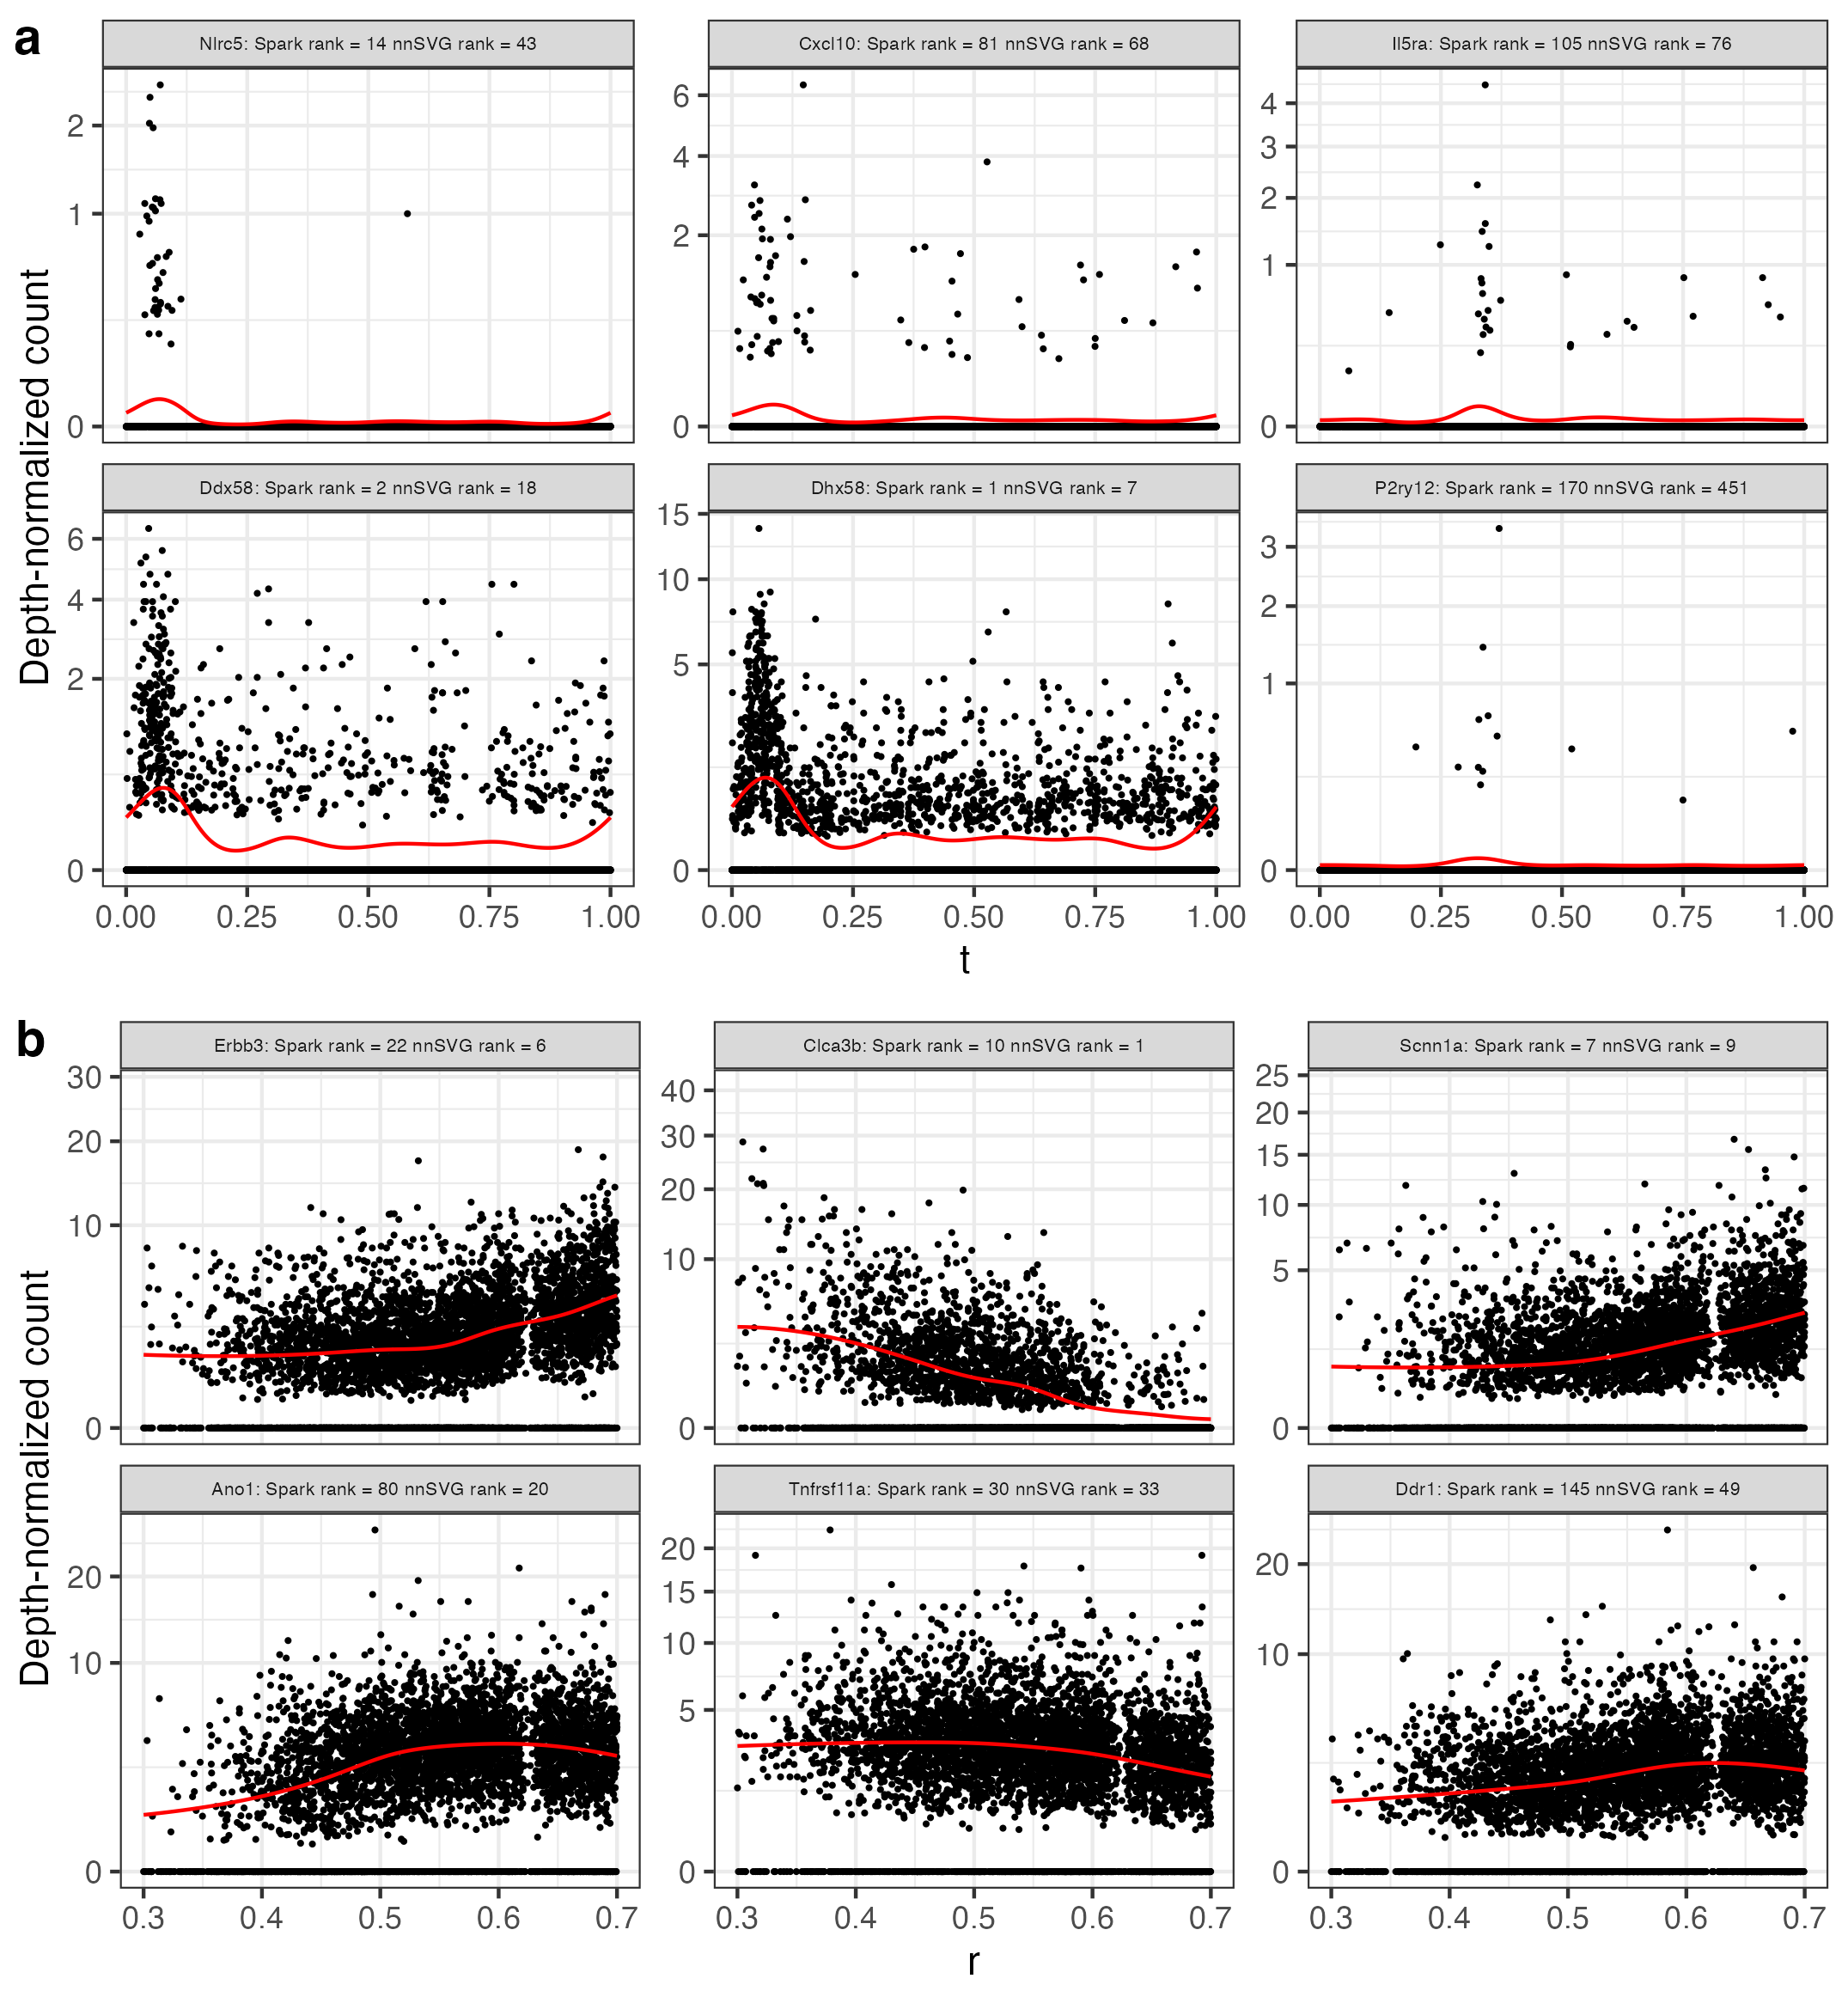 a
Nlrc5: Spark rank = 14 nnSVG rank = 43
Cxcl10: Spark rank = 81 nnSVG rank = 68
Il5ra: Spark rank = 105 nnSVG rank = 76
2
1
0
6
4
2
0
4
3
2
1
0
Depth-normalized count
Ddx58: Spark rank = 2 nnSVG rank = 18
Dhx58: Spark rank = 1 nnSVG rank = 7
P2ry12: Spark rank = 170 nnSVG rank = 451
6
4
2
0
15
10
5
0
3
2
1
0
0.00 0.25 0.50 0.75 1.00
0.00 0.25 0.50 0.75 1.00
0.00 0.25 0.50 0.75 1.00
t
b
Erbb3: Spark rank = 22 nnSVG rank = 6
Clca3b: Spark rank = 10 nnSVG rank = 1
Scnn1a: Spark rank = 7 nnSVG rank = 9
30
20
10
0
40
30
20
10
0
25
20
15
10
5
0
Depth-normalized count
Ano1: Spark rank = 80 nnSVG rank = 20
Tnfrsf11a: Spark rank = 30 nnSVG rank = 33
Ddr1: Spark rank = 145 nnSVG rank = 49
20
10
0
20
15
10
5
0
20
10
0
0.3 0.4 0.5 0.6 0.7
0.3 0.4 0.5 0.6 0.7
0.3 0.4 0.5 0.6 0.7
r